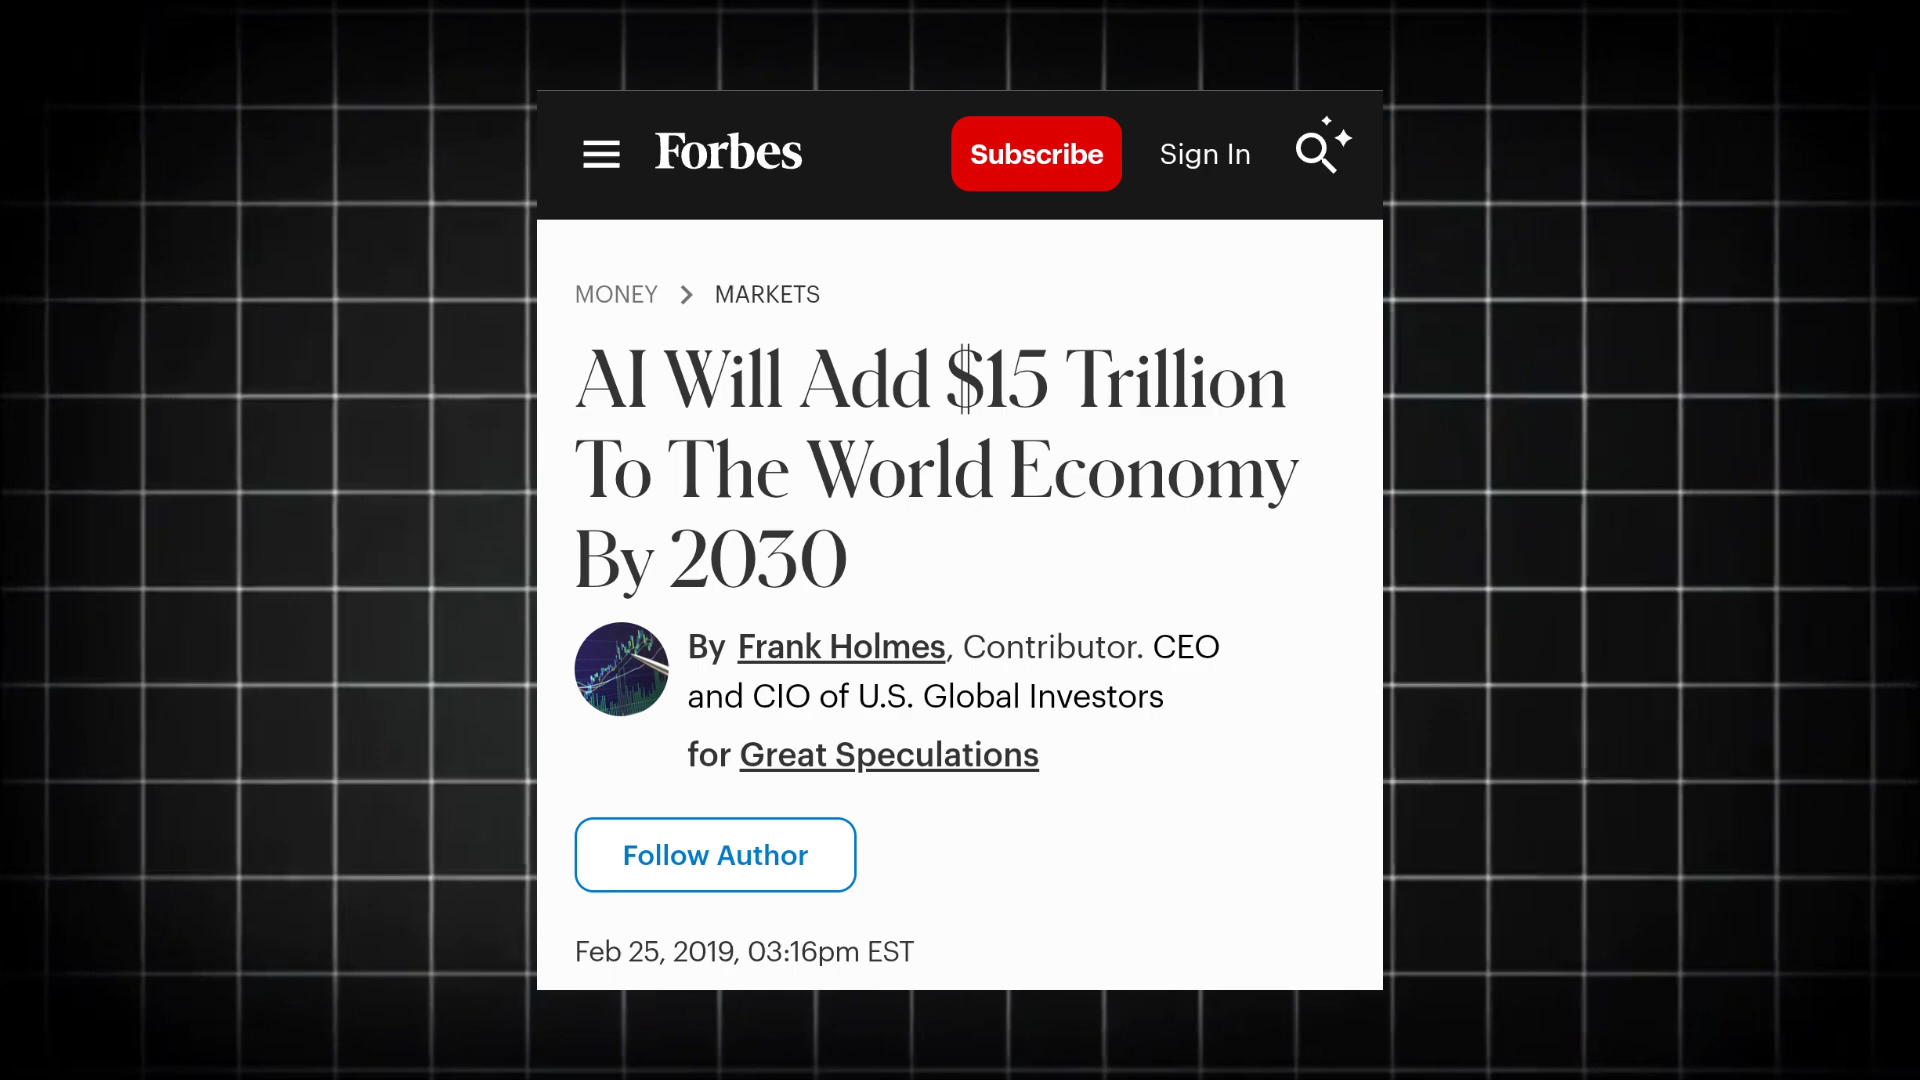 Forbes
Subscribe
Sign In
MONEY > MARKETS
AI Will Add $15 Trillion
To The World Economy
By 2030
By Frank Holmes, Contributor. CEO
and CIO of U.S. Global Investors
for Great Speculations
Follow Author
Feb 25, 2019, 03:16pm EST